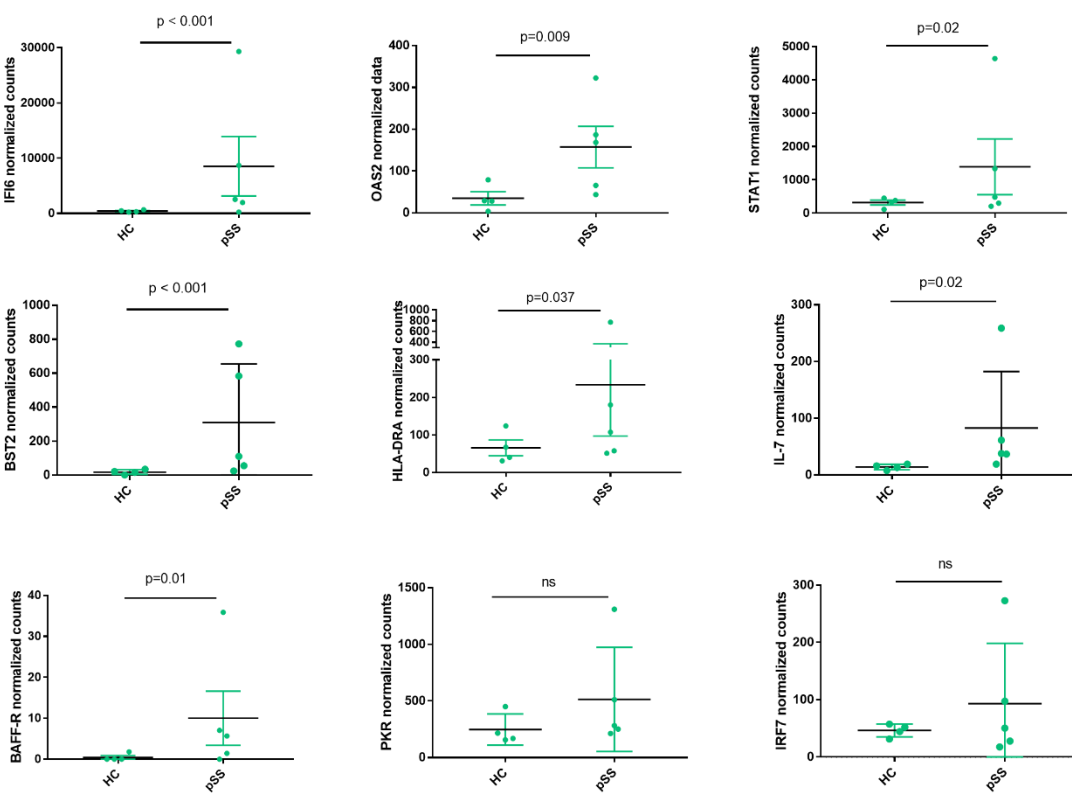 p < 0.001
IFI6 normalized counts
30000
20000
10000
0
HC
pSS
p=0.009
OAS2 normalized data
400
300
200
100
0
HC
pSS
p=0.02
STAT1 normalized counts
5000
4000
3000
2000
1000
0
HC
pSS
p < 0.001
BST2 normalized counts
1000
800
600
400
200
0
HC
pSS
p=0.037
HLA-DRA normalized counts
1000
800
600
400
300
200
100
0
HC
pSS
p=0.02
IL-7 normalized counts
300
200
100
0
HC
pSS
p=0.01
BAFF-R normalized counts
40
30
20
10
0
HC
pSS
ns
PKR normalized counts
1500
1000
500
0
HC
pSS
ns
IRF7 normalized counts
300
200
100
0
HC
pSS